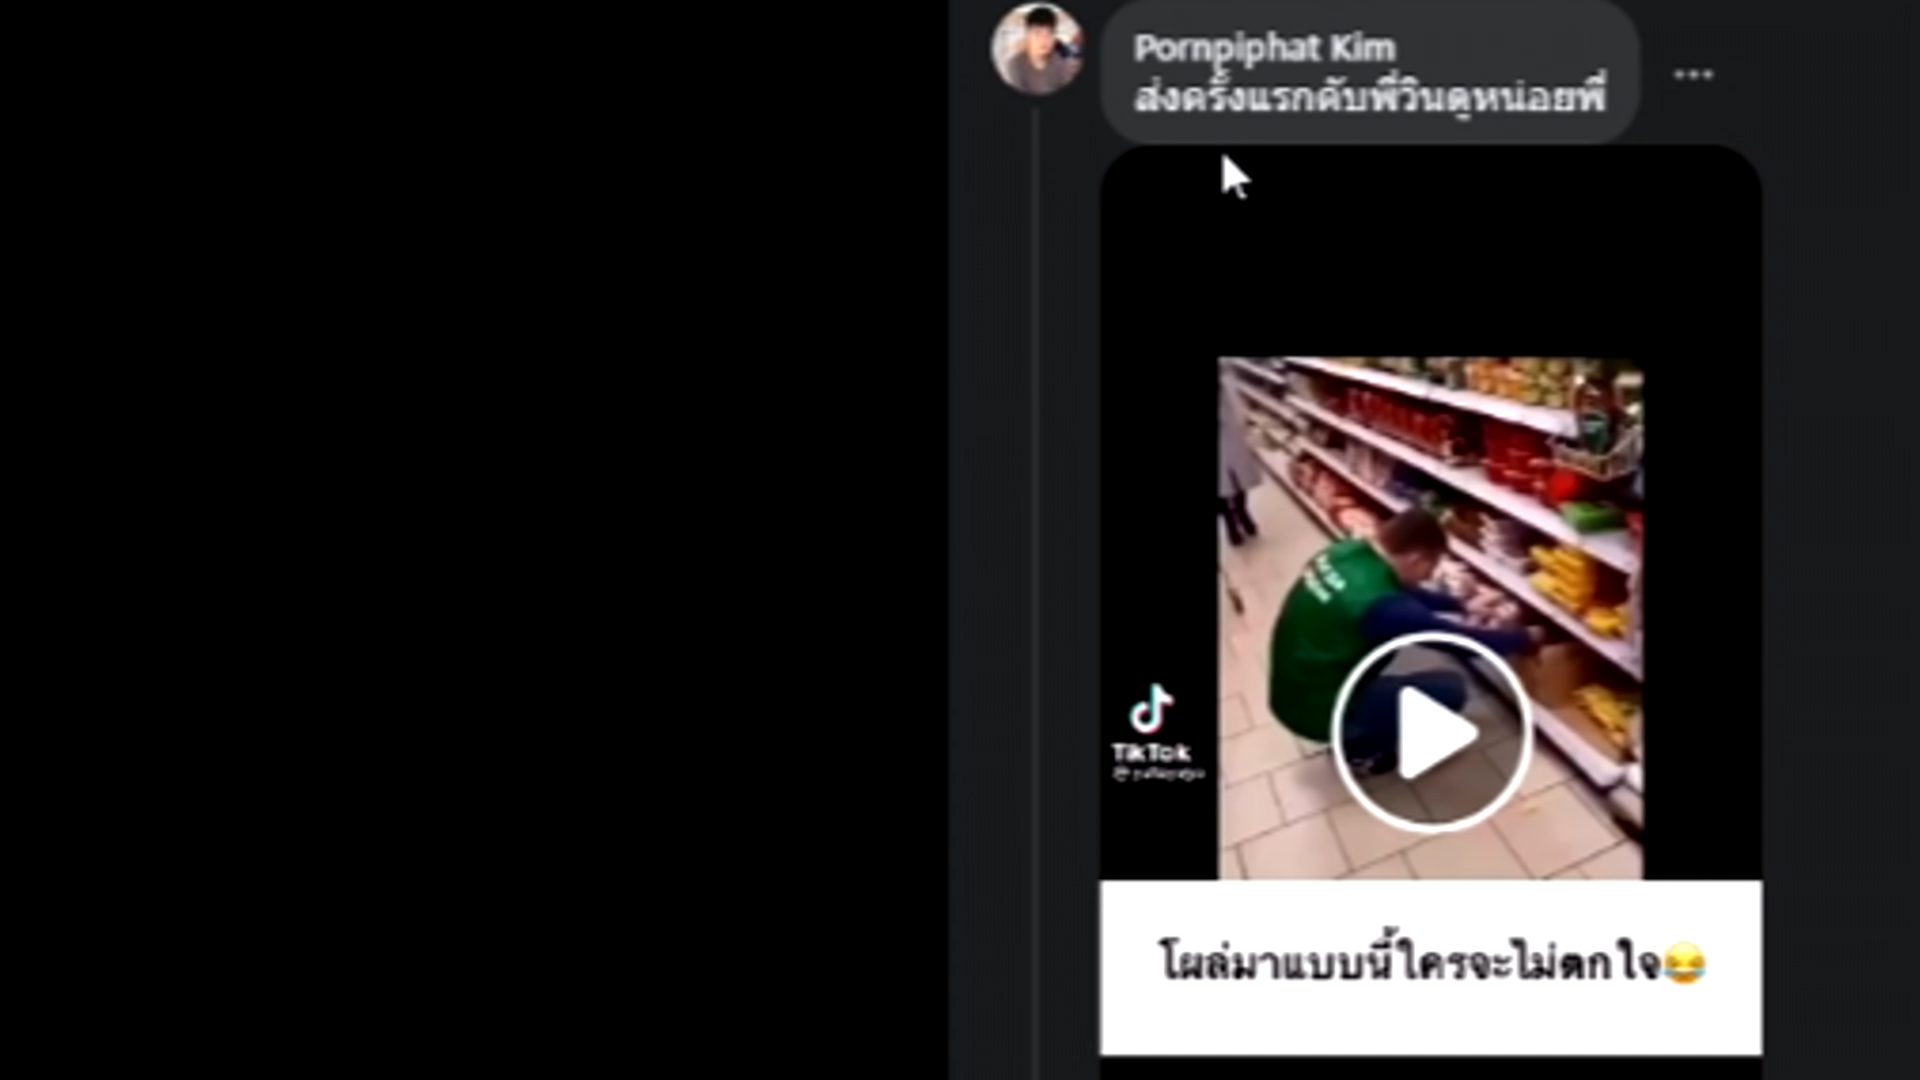 Pornpiphat Kim
ส่งครั้งแรกคับพี่วินดูหน่อยพี่
TikTok
โผล่มาแบบนี้ใครจะไม่ตกใจ😂